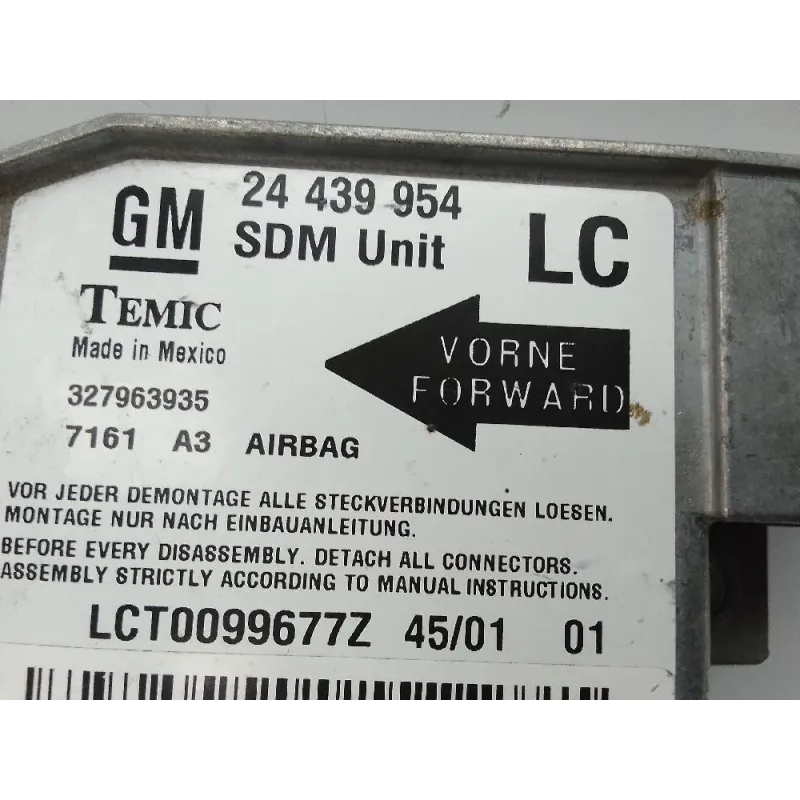 GM 24 439 954 LC
SDM Unit
TEMIC
Made in Mexico
VORNE
FORWARD
327963935
7161 A3 AIRBAG
VOR JEDER DEMONTAGE ALLE STECKVERBINDUNGEN LOESEN.
MONTAGE NUR NACH EINBAUANLEITUNG.
BEFORE EVERY DISASSEMBLY. DETACH ALL CONNECTORS.
ASSEMBLY STRICTLY ACCORDING TO MANUAL INSTRUCTIONS.
LCT0099677Z 45/01 01